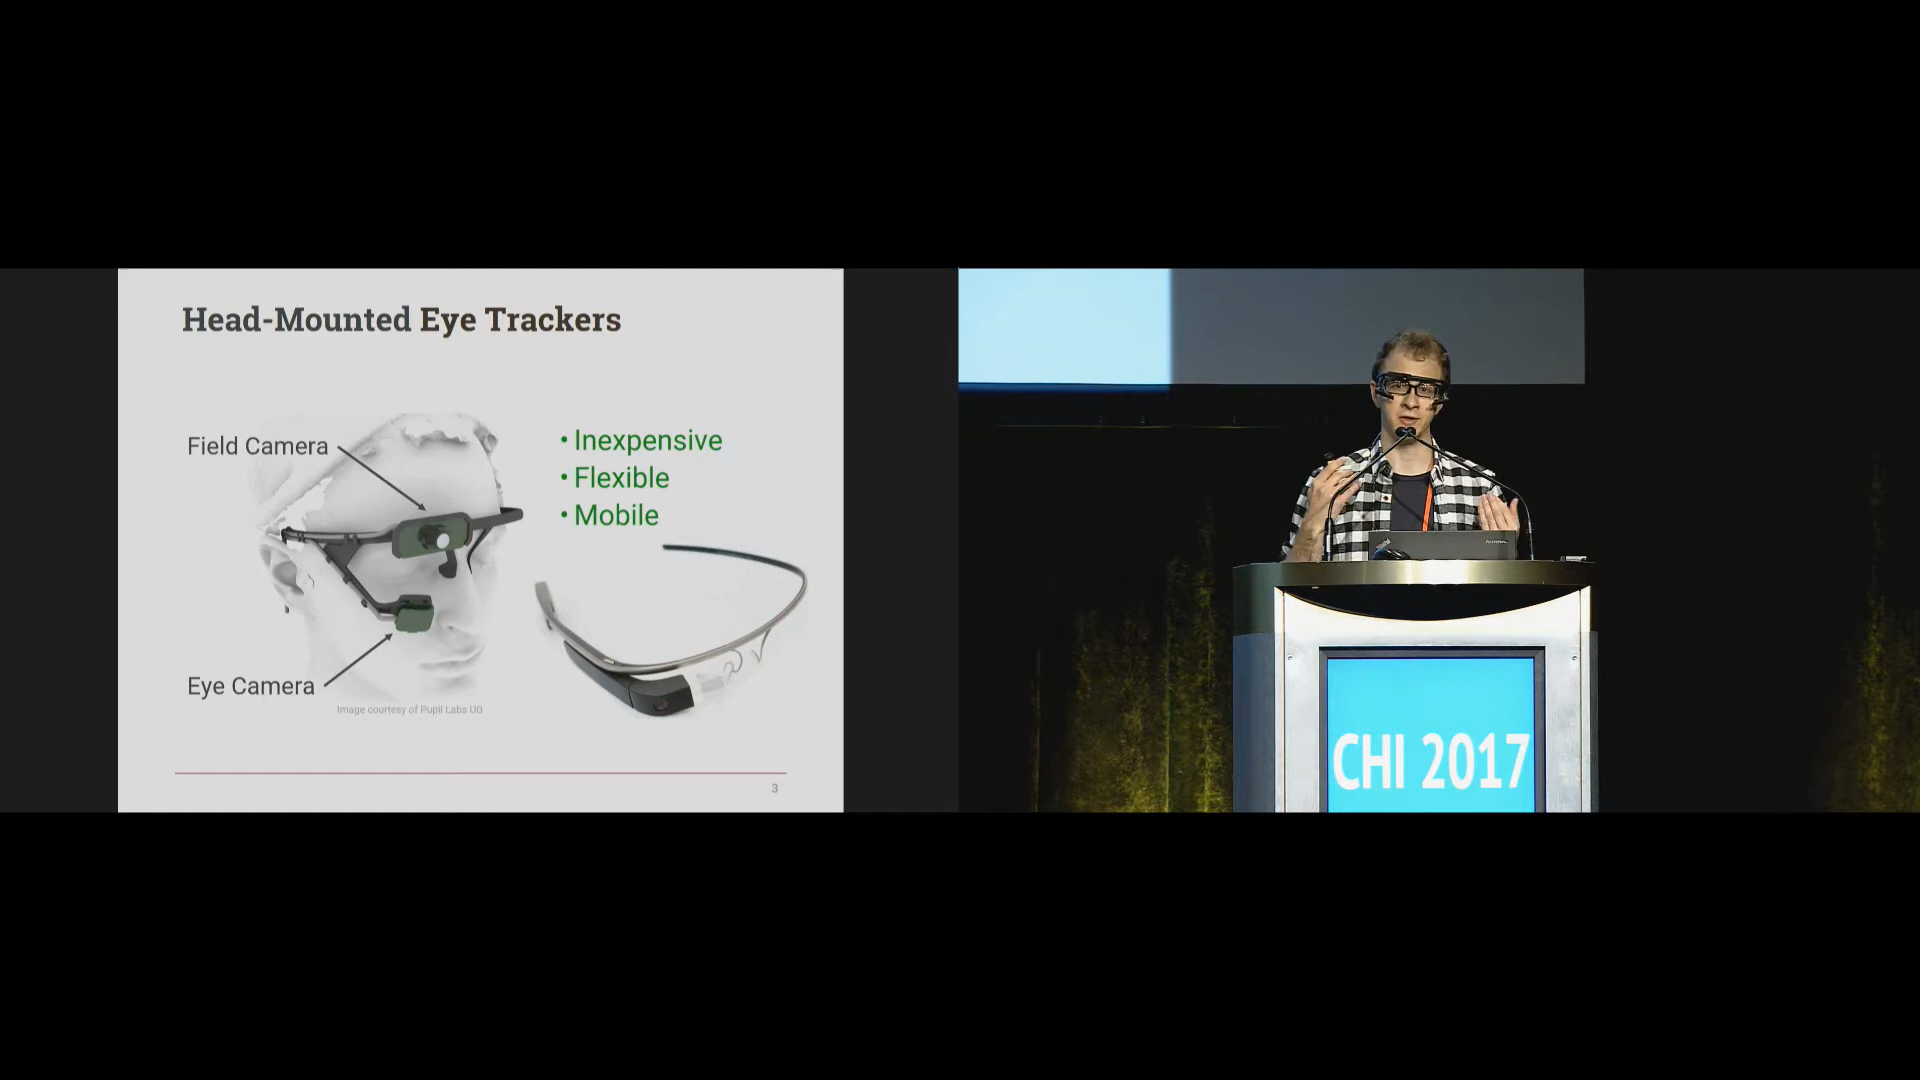 Head-Mounted Eye Trackers
Field Camera
• Inexpensive
• Flexible
• Mobile
Eye Camera
Image courtesy of Pupil Labs UG
3
CHI 2017